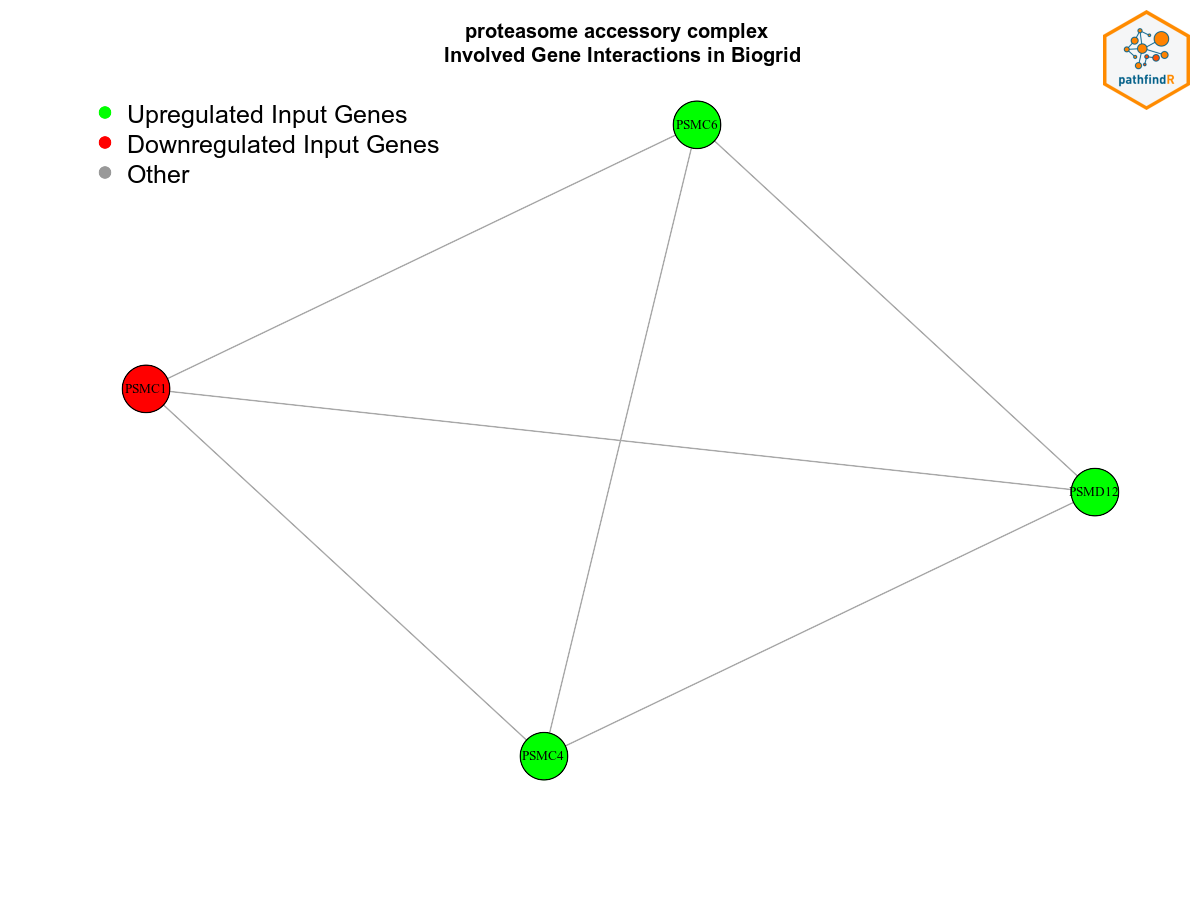 proteasome accessory complex
Involved Gene Interactions in Biogrid
pathfindR
Upregulated Input Genes
Downregulated Input Genes
Other
PSMC6
PSMC1
PSMD12
PSMC4